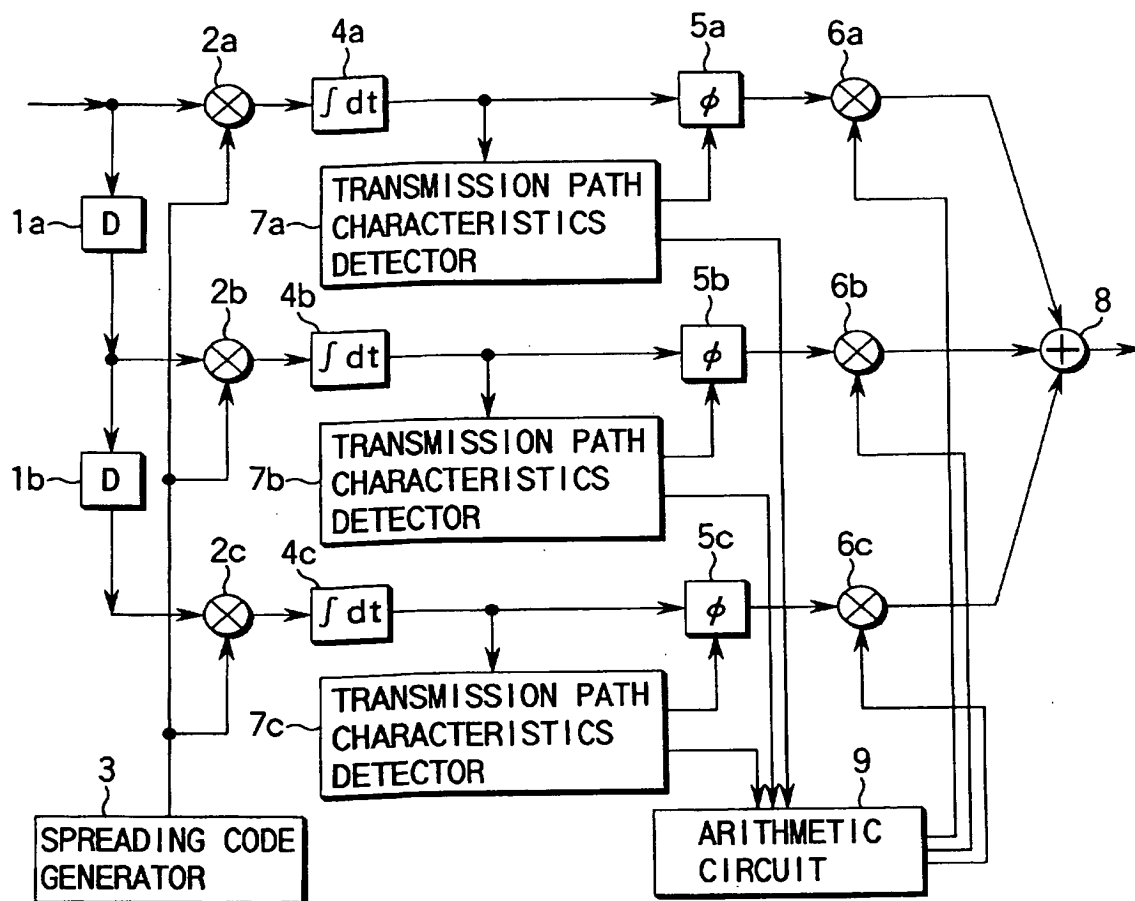 2a
4a
5a
6a
∫dt
ϕ
1a
D
7a
TRANSMISSION PATH
CHARACTERISTICS
DETECTOR
2b
4b
5b
6b
8
∫dt
ϕ
1b
D
7b
TRANSMISSION PATH
CHARACTERISTICS
DETECTOR
2c
4c
5c
6c
∫dt
ϕ
7c
TRANSMISSION PATH
CHARACTERISTICS
DETECTOR
3
SPREADING CODE
GENERATOR
9
ARITHMETIC
CIRCUIT